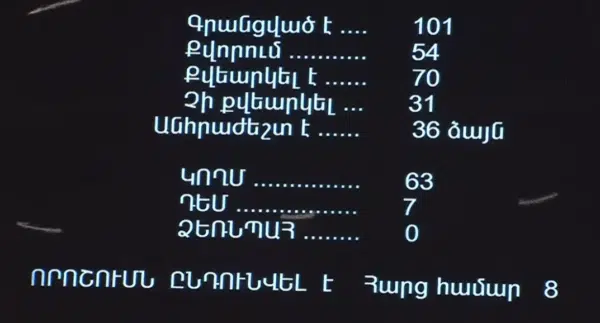 Գրանցված է .... 101
Քվորում ........... 54
Քվեարկել է ........ 70
Չի քվեարկել ... 31
Անհրաժեշտ է ...... 36 ձայն
ԿՈՂՄ ............... 63
ԴԵՄ ................. 7
ՁԵՌՆՊԱՀ ........ 0
ՈՐՈՇՈՒՄՆ ԸՆԴՈՒՆՎԵԼ է Հարց համար 8